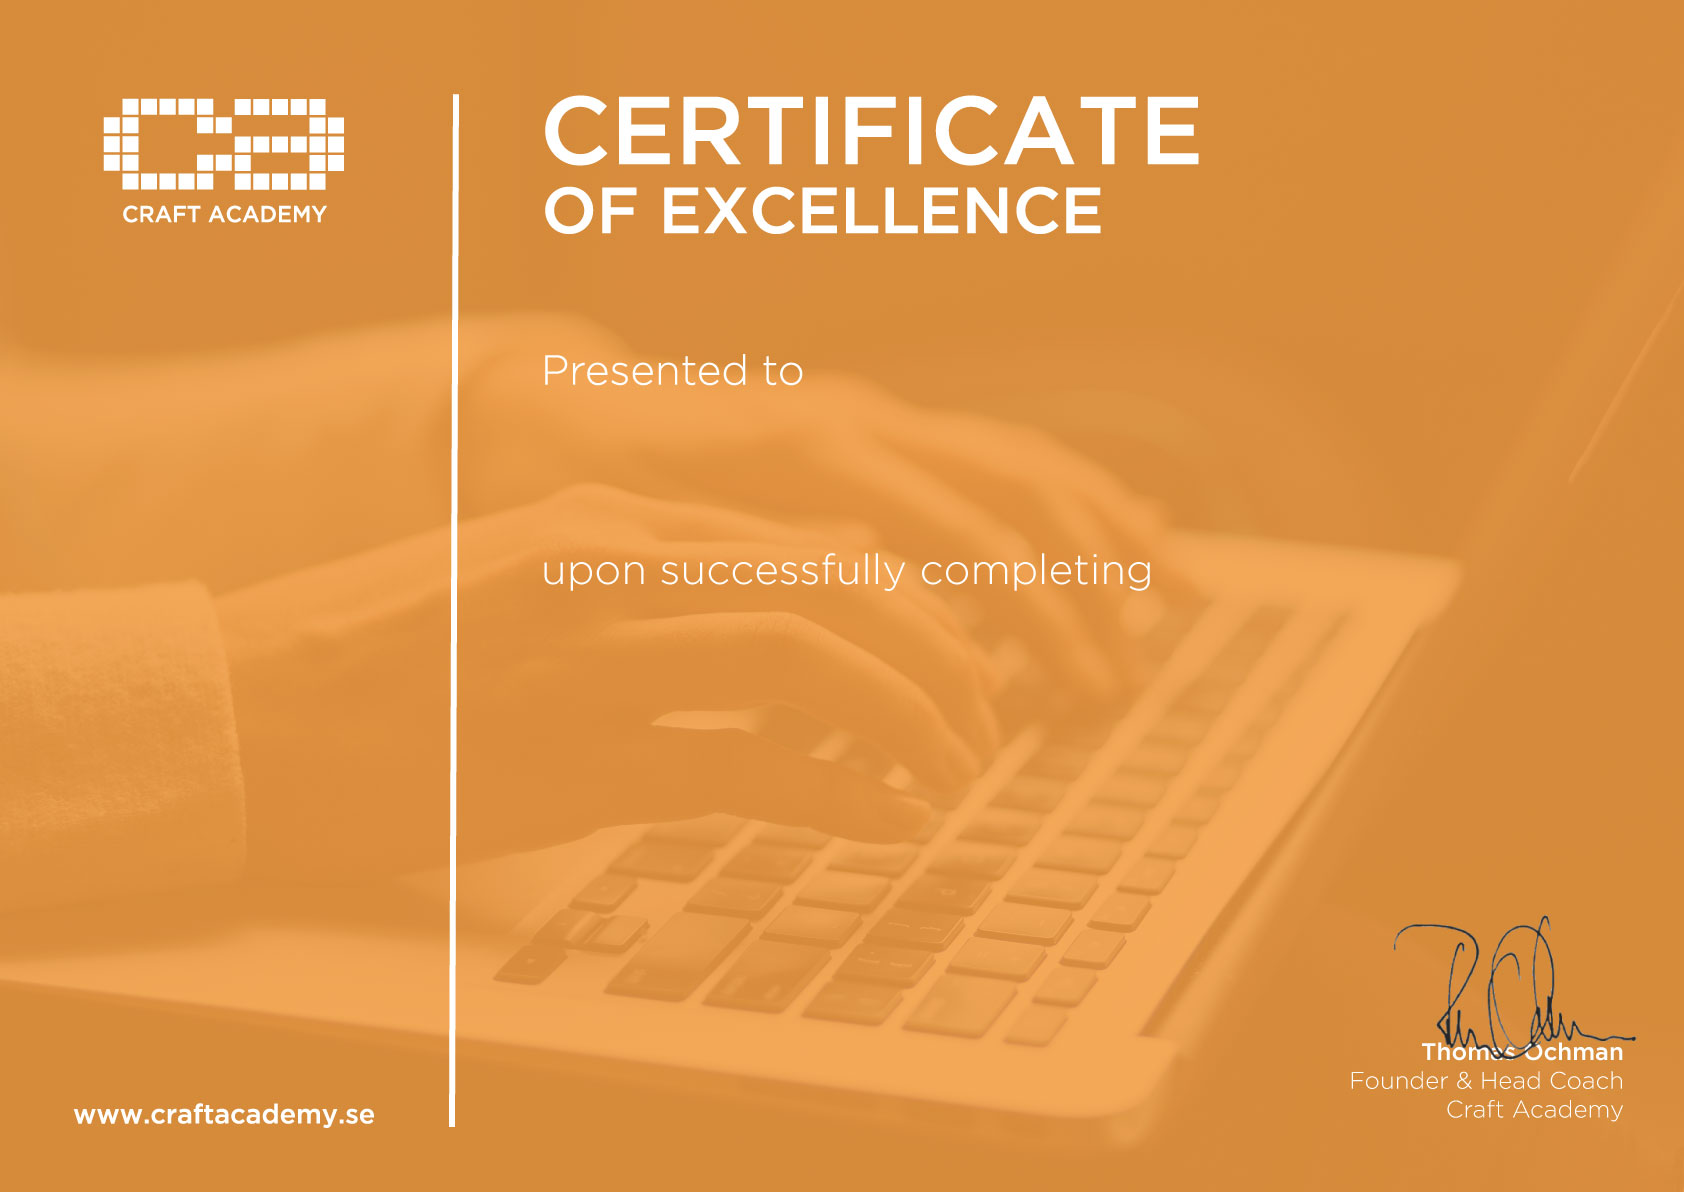 CRAFT ACADEMY
CERTIFICATE
OF EXCELLENCE
Presented to
upon successfully completing
Thomas Ochman
Founder & Head Coach
Craft Academy
www.craftacademy.se